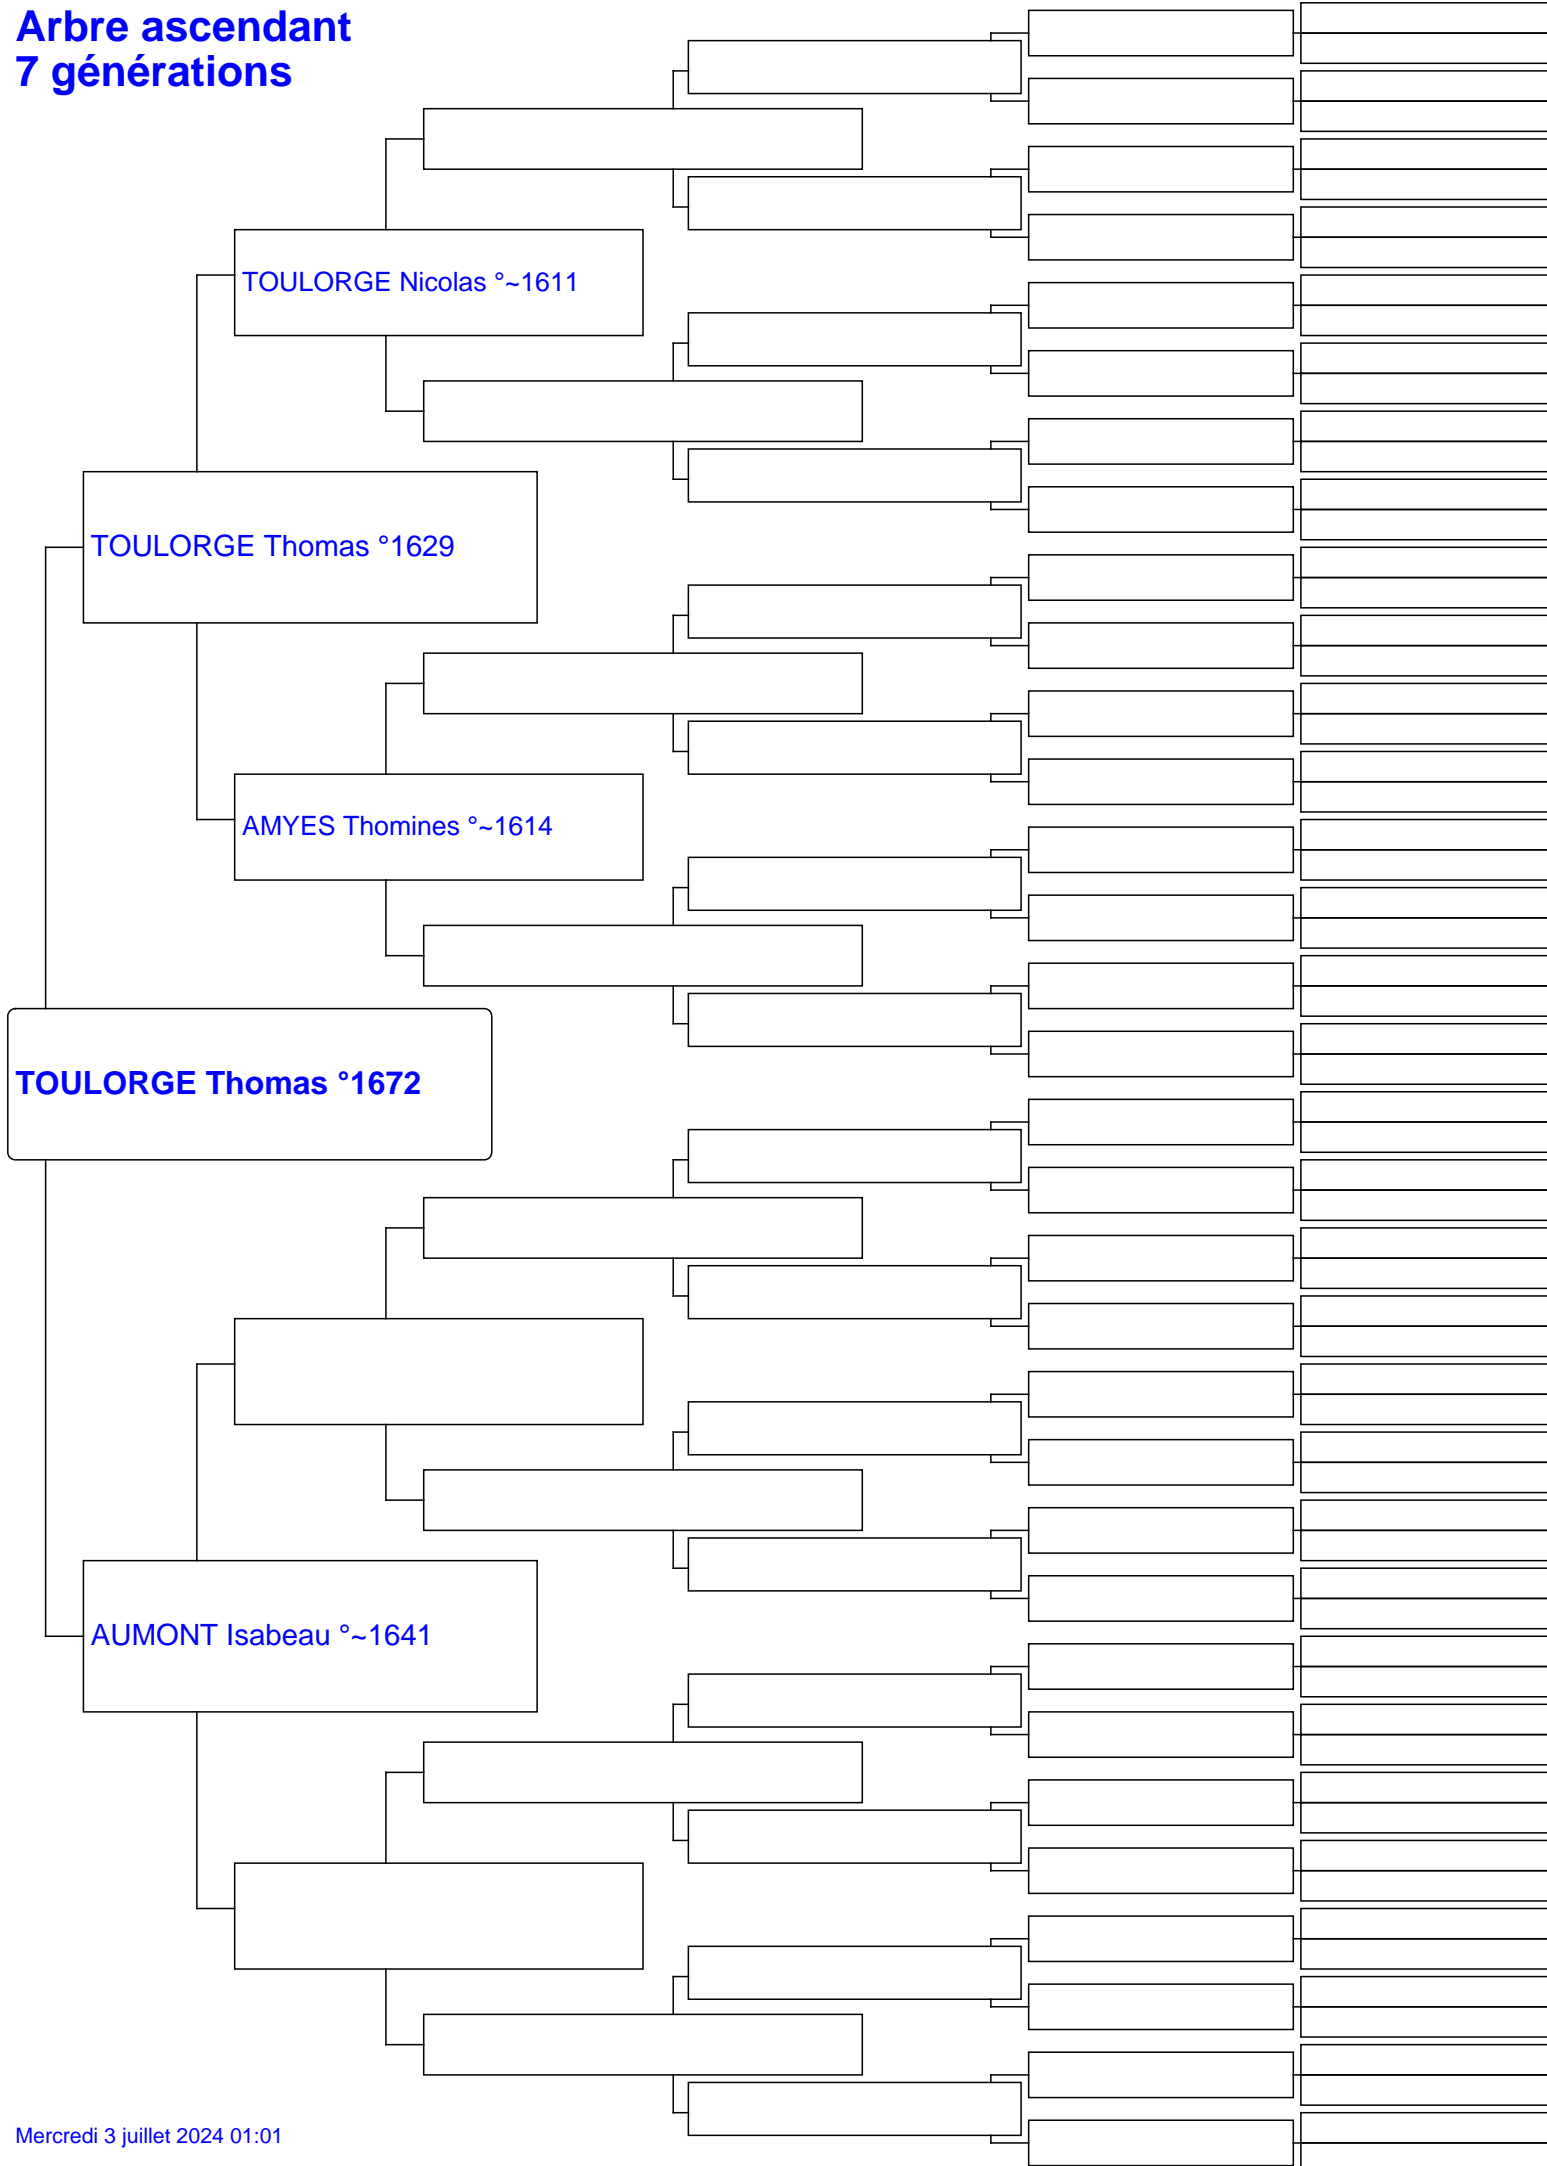 Arbre ascendant
7 générations
TOULORGE Nicolas °~1611
TOULORGE Thomas °1629
AMYES Thomines °~1614
TOULORGE Thomas °1672
AUMONT Isabeau °~1641
Mercredi 3 juillet 2024 01:01